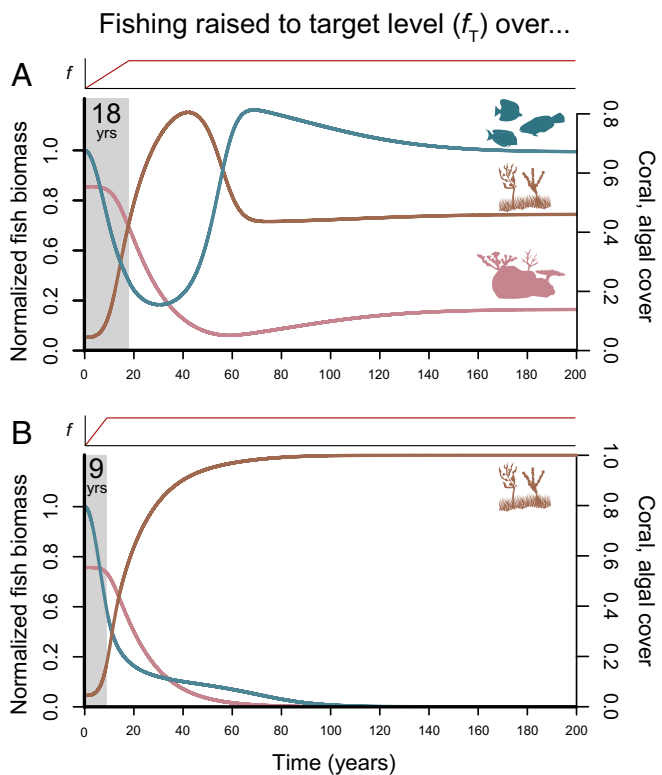 Fishing raised to target level (fT) over...
A
f
18
yrs
Normalized fish biomass
0.0 0.2 0.4 0.6 0.8 1.0
0.0 0.2 0.4 0.6 0.8
Coral, algal cover
0 20 40 60 80 100 120 140 160 180 200
B
f
9
yrs
Normalized fish biomass
0.0 0.2 0.4 0.6 0.8 1.0
0.0 0.2 0.4 0.6 0.8 1.0
Coral, algal cover
0 20 40 60 80 100 120 140 160 180 200
Time (years)